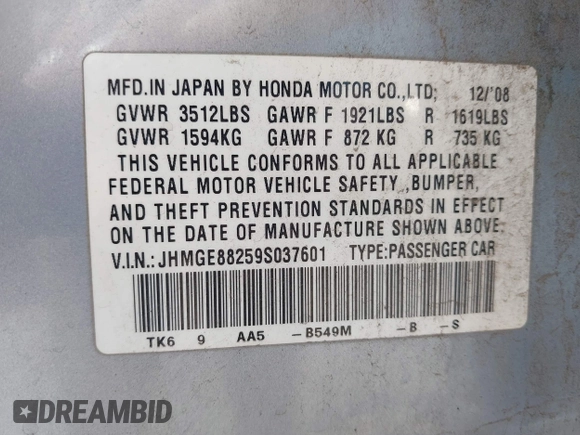 MFD.IN JAPAN BY HONDA MOTOR CO.,LTD; 12/'08
GVWR 3512LBS GAWR F 1921LBS R 1619LBS
GVWR 1594KG GAWR F 872 KG R 735 KG
THIS VEHICLE CONFORMS TO ALL APPLICABLE
FEDERAL MOTOR VEHICLE SAFETY ,BUMPER,
AND THEFT PREVENTION STANDARDS IN EFFECT
ON THE DATE OF MANUFACTURE SHOWN ABOVE.
V.I.N.:JHMGE88259S037601 TYPE:PASSENGER CAR
TK6 9 AA5 -B549M -B -S
DREAMBID